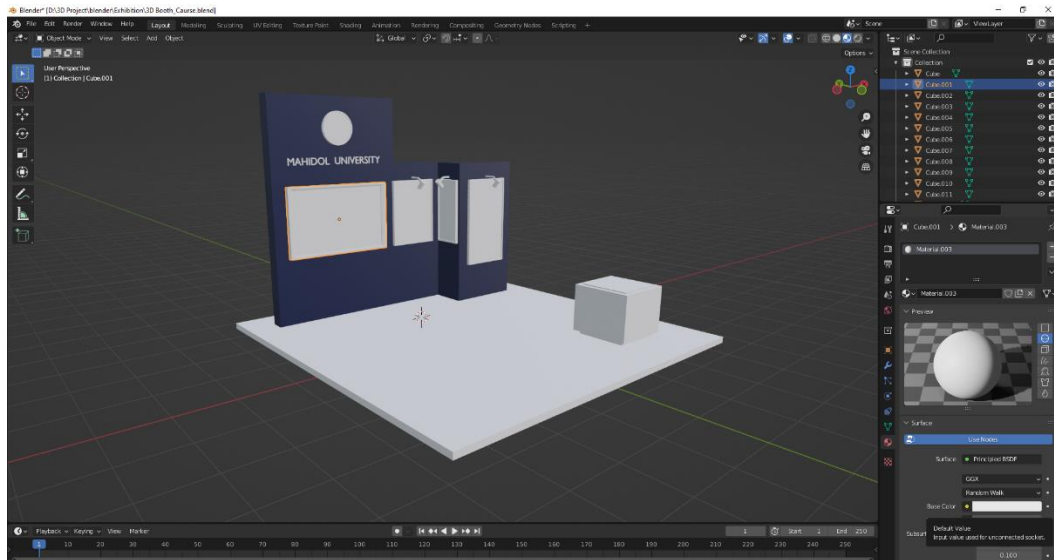 Blender* [D:\3D Project\blender\Exhibition\3D Booth_Caurse.blend]
File Edit Render Window Help Layout Modeling Sculpting UV Editing Texture Paint Shading Animation Rendering Compositing Geometry Nodes Scripting + Scene ViewLayer
Object Mode View Select Add Object Global
Options
User Perspective
(1) Collection | Cube.001
Z
MAHIDOL UNIVERSITY
Scene Collection
Collection
Cube
Cube.001
Cube.002
Cube.003
Cube.004
Cube.005
Cube.006
Cube.007
Cube.008
Cube.009
Cube.010
Cube.011
Cube.001 > Material.003
Material.003
Material.003
Preview
Surface
Use Nodes
Surface Principled BSDF
GGX
Random Walk
Base Color
Default Value
Input value used for unconnected socket.
0.100
Playback Keying View Marker 1 Start 1 End 250
1 10 20 30 40 50 60 70 80 90 100 110 120 130 140 150 160 170 180 190 200 210 220 230 240 250